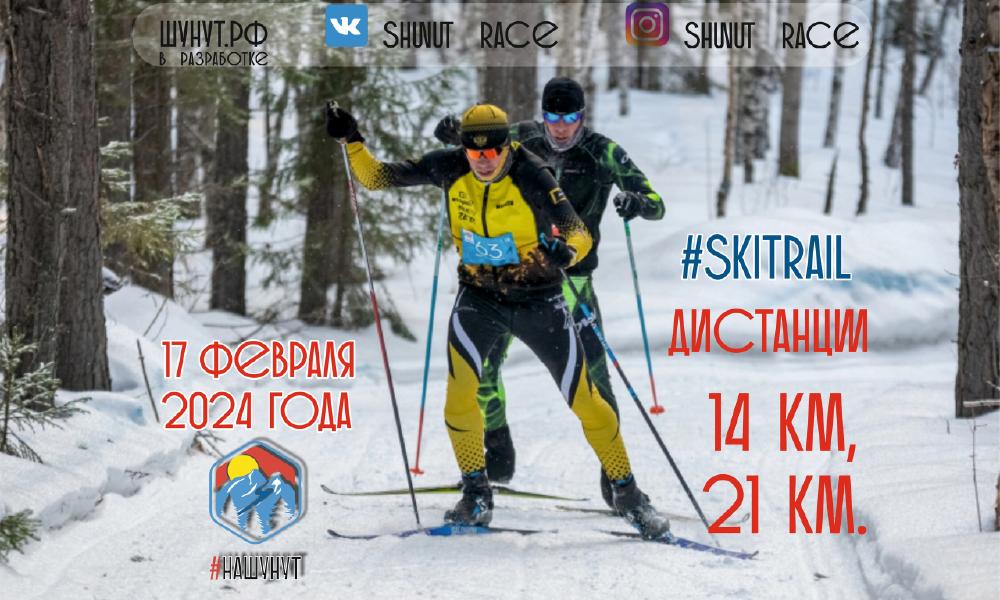 ШУНУТ.РФ
В РАЗРАБОТКЕ
SHUNUT RACE
SHUNUT RACE
63
#SKITRAIL
ДИСТАНЦИИ
14 КМ,
21 КМ.
17 ФЕВРАЛЯ
2024 ГОДА
#НАШУНУТ